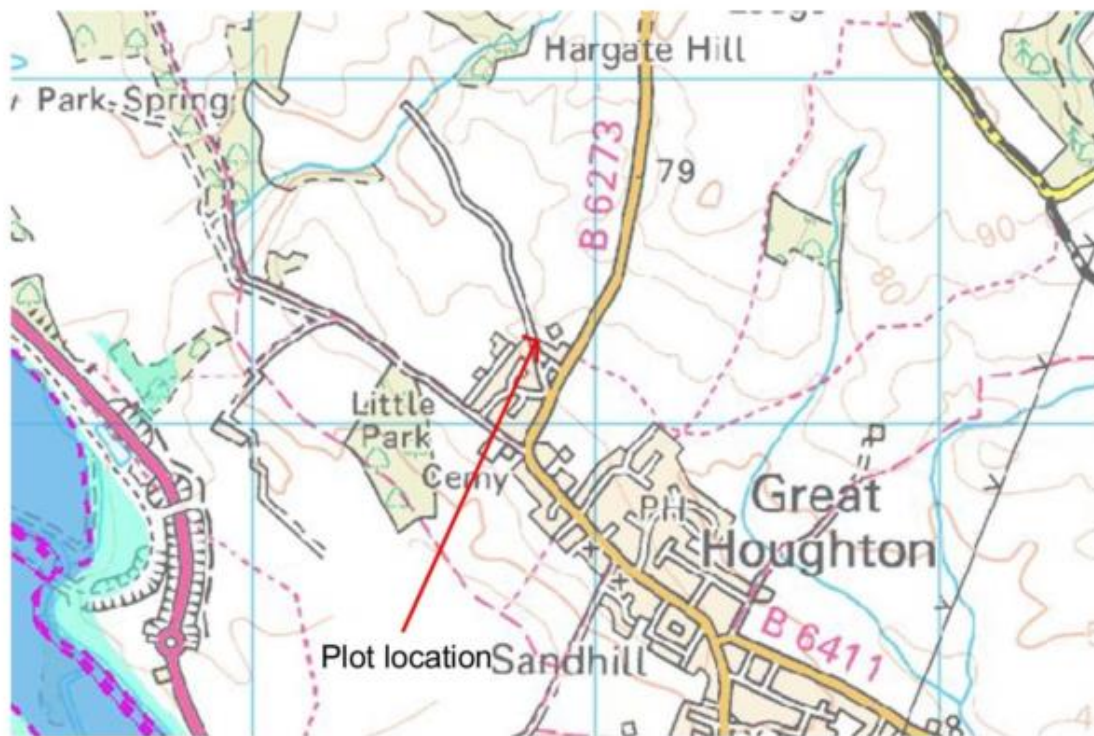 Hargate Hill
Park Spring
B 6273
79
90
80
Little
Park
Cemy
PH
Great
Houghton
Plot location
Sandhill
B 6411